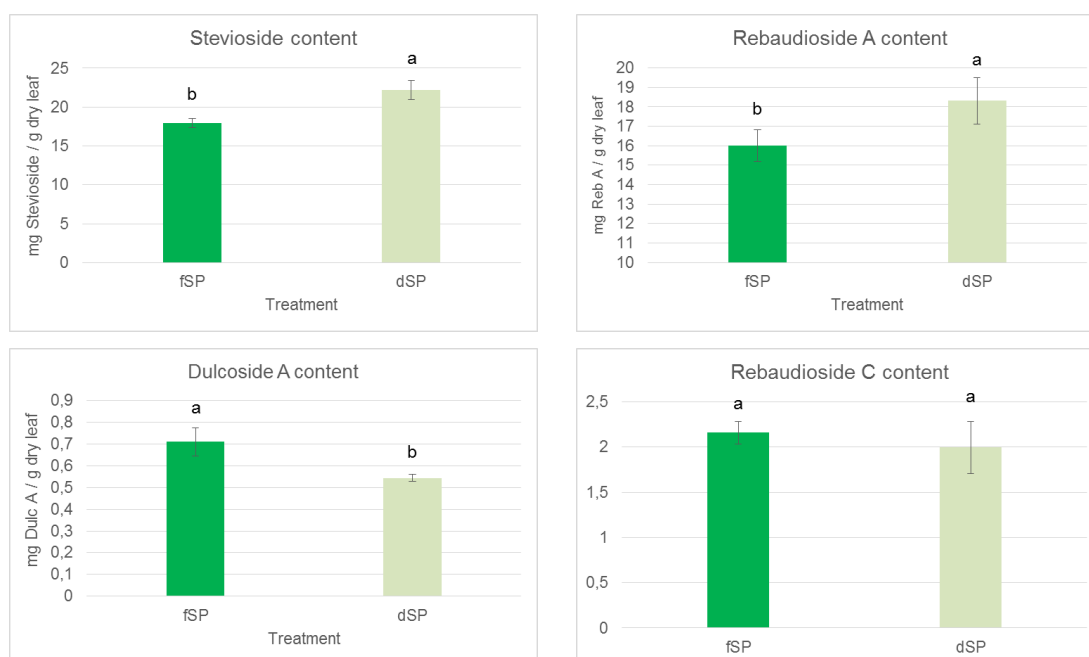 Stevioside content
mg Stevioside / g dry leaf
25
20
15
10
5
0
b
a
fSP
dSP
Treatment
Rebaudioside A content
mg Reb A / g dry leaf
20
19
18
17
16
15
14
13
12
11
10
b
a
fSP
dSP
Treatment
Dulcoside A content
mg Dulc A / g dry leaf
0,9
0,8
0,7
0,6
0,5
0,4
0,3
0,2
0,1
0
a
b
fSP
dSP
Treatment
Rebaudioside C content
2,5
2
1,5
1
0,5
0
a
a
fSP
dSP